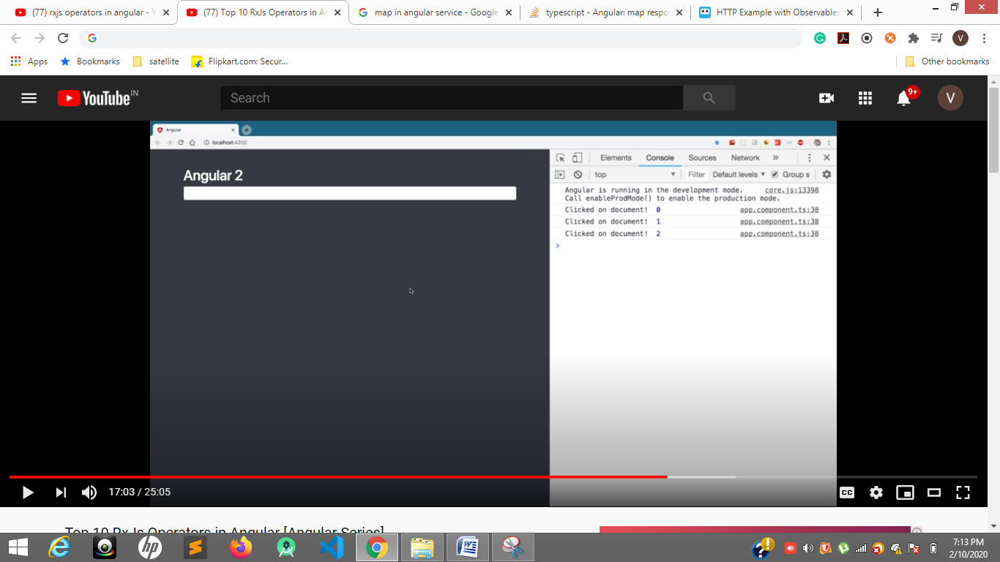 (77) rxjs operators in angular - Y
(77) Top 10 RxJs Operators in A
map in angular service - Google
typescript - Angular: map respo
HTTP Example with Observables
V
Apps
Bookmarks
satellite
Flipkart.com: Secur...
Other bookmarks
YouTube IN
Search
9+
V
Angular
localhost:4200
Angular 2
Elements
Console
Sources
Network
top
Filter
Default levels
Group s
Angular is running in the development mode. core.js:13398
Call enableProdMode() to enable the production mode.
Clicked on document! 0 app.component.ts:38
Clicked on document! 1 app.component.ts:38
Clicked on document! 2 app.component.ts:38
17:03 / 25:05
CC
Top 10 RxJs Operators in Angular [Angular Series]
hp
7:13 PM
2/10/2020